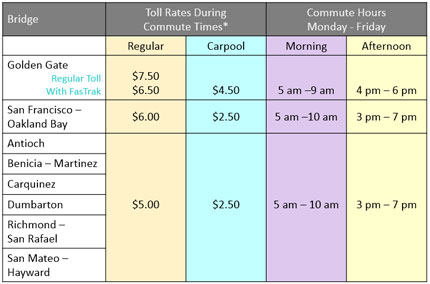 Bridge
Toll Rates During
Commute Times*
Commute Hours
Monday - Friday
Regular
Carpool
Morning
Afternoon
Golden Gate
Regular Toll
With FasTrak
$7.50
$6.50
$4.50
5 am –9 am
4 pm – 6 pm
San Francisco –
Oakland Bay
$6.00
$2.50
5 am –10 am
3 pm – 7 pm
Antioch
Benicia – Martinez
Carquinez
Dumbarton
Richmond –
San Rafael
San Mateo –
Hayward
$5.00
$2.50
5 am – 10 am
3 pm – 7 pm